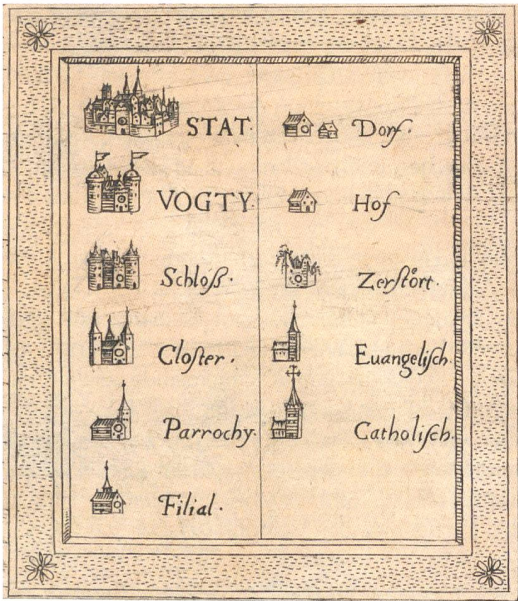 STAT.
VOGTY.
Schloß.
Closter.
Parrochy.
Filial.
Dorf.
Hof
Zerstört.
Euangelisch.
Catholisch.